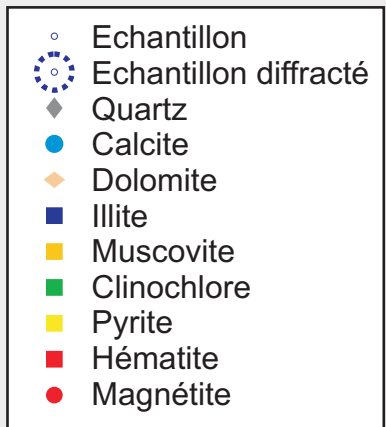 Echantillon
Echantillon diffracté
Quartz
Calcite
Dolomite
Illite
Muscovite
Clinochlore
Pyrite
Hématite
Magnétite